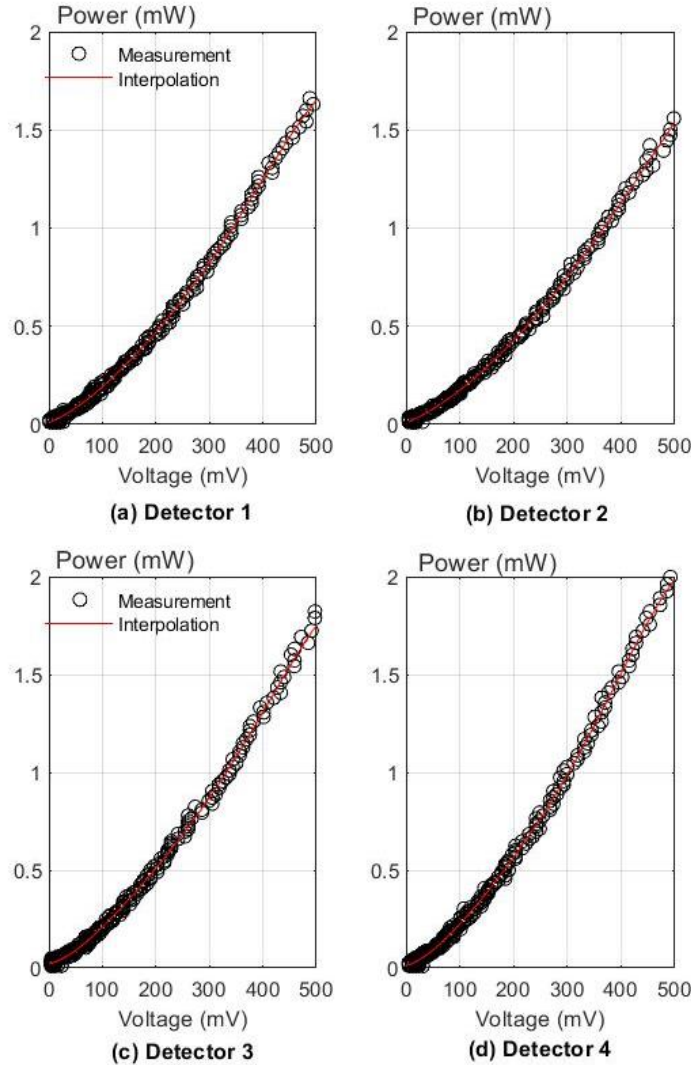 Power (mW)
2
1.5
1
0.5
0
Measurement
Interpolation
0 100 200 300 400 500
Voltage (mV)
(a) Detector 1
Power (mW)
2
1.5
1
0.5
0
0 100 200 300 400 500
Voltage (mV)
(b) Detector 2
Power (mW)
2
1.5
1
0.5
0
Measurement
Interpolation
0 100 200 300 400 500
Voltage (mV)
(c) Detector 3
Power (mW)
2
1.5
1
0.5
0
0 100 200 300 400 500
Voltage (mV)
(d) Detector 4